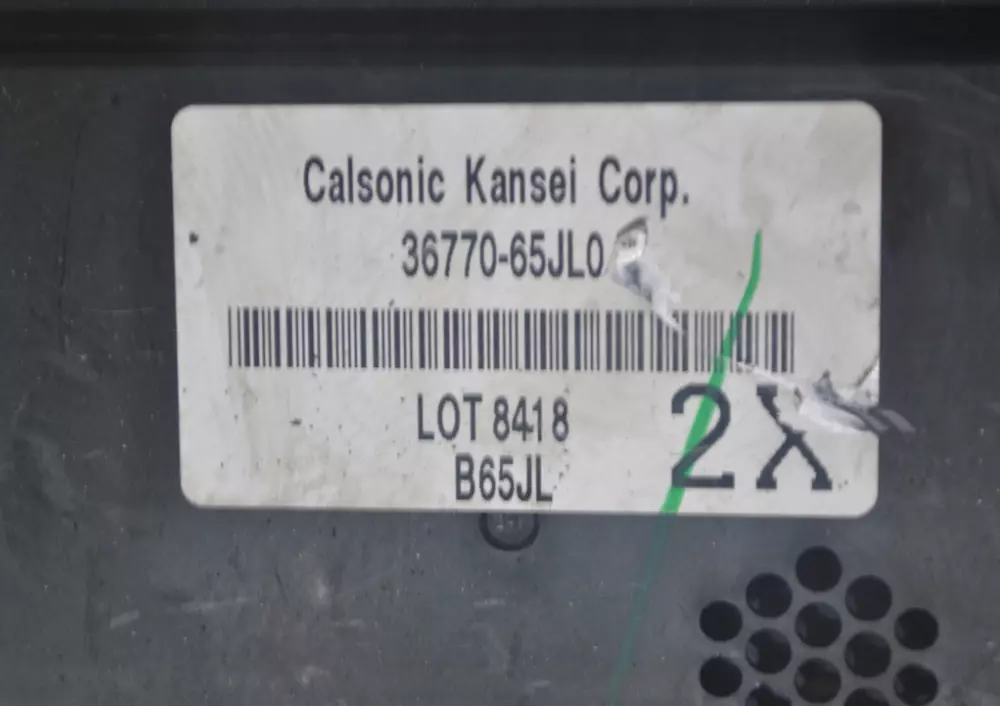 Calsonic Kansei Corp.
36770-65JL0
LOT 8418
B65JL
2X